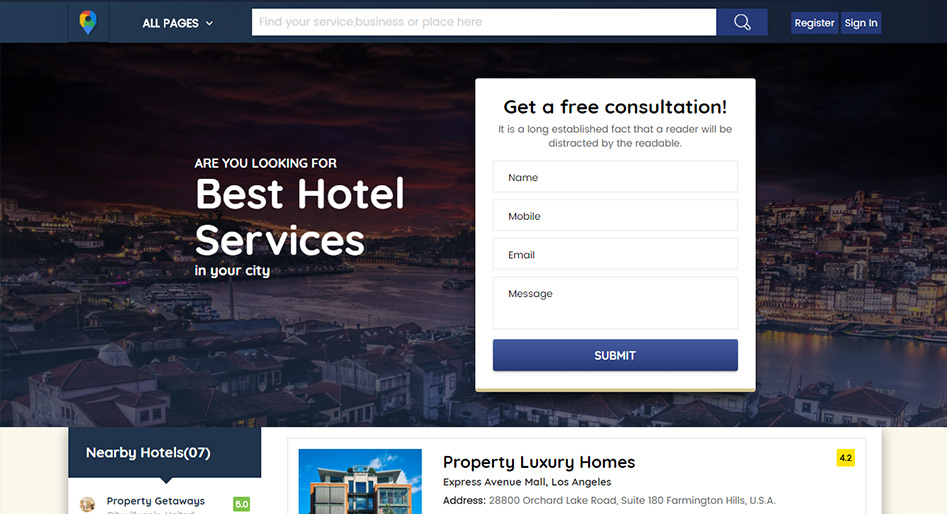 ALL PAGES
Find your service,business or place here
Register
Sign In
ARE YOU LOOKING FOR
Best Hotel
Services
in your city
Get a free consultation!
It is a long established fact that a reader will be
distracted by the readable.
Name
Mobile
Email
Message
SUBMIT
Nearby Hotels(07)
Property Getaways
5.0
Property Luxury Homes
4.2
Express Avenue Mall, Los Angeles
Address: 28800 Orchard Lake Road, Suite 180 Farmington Hills, U.S.A.